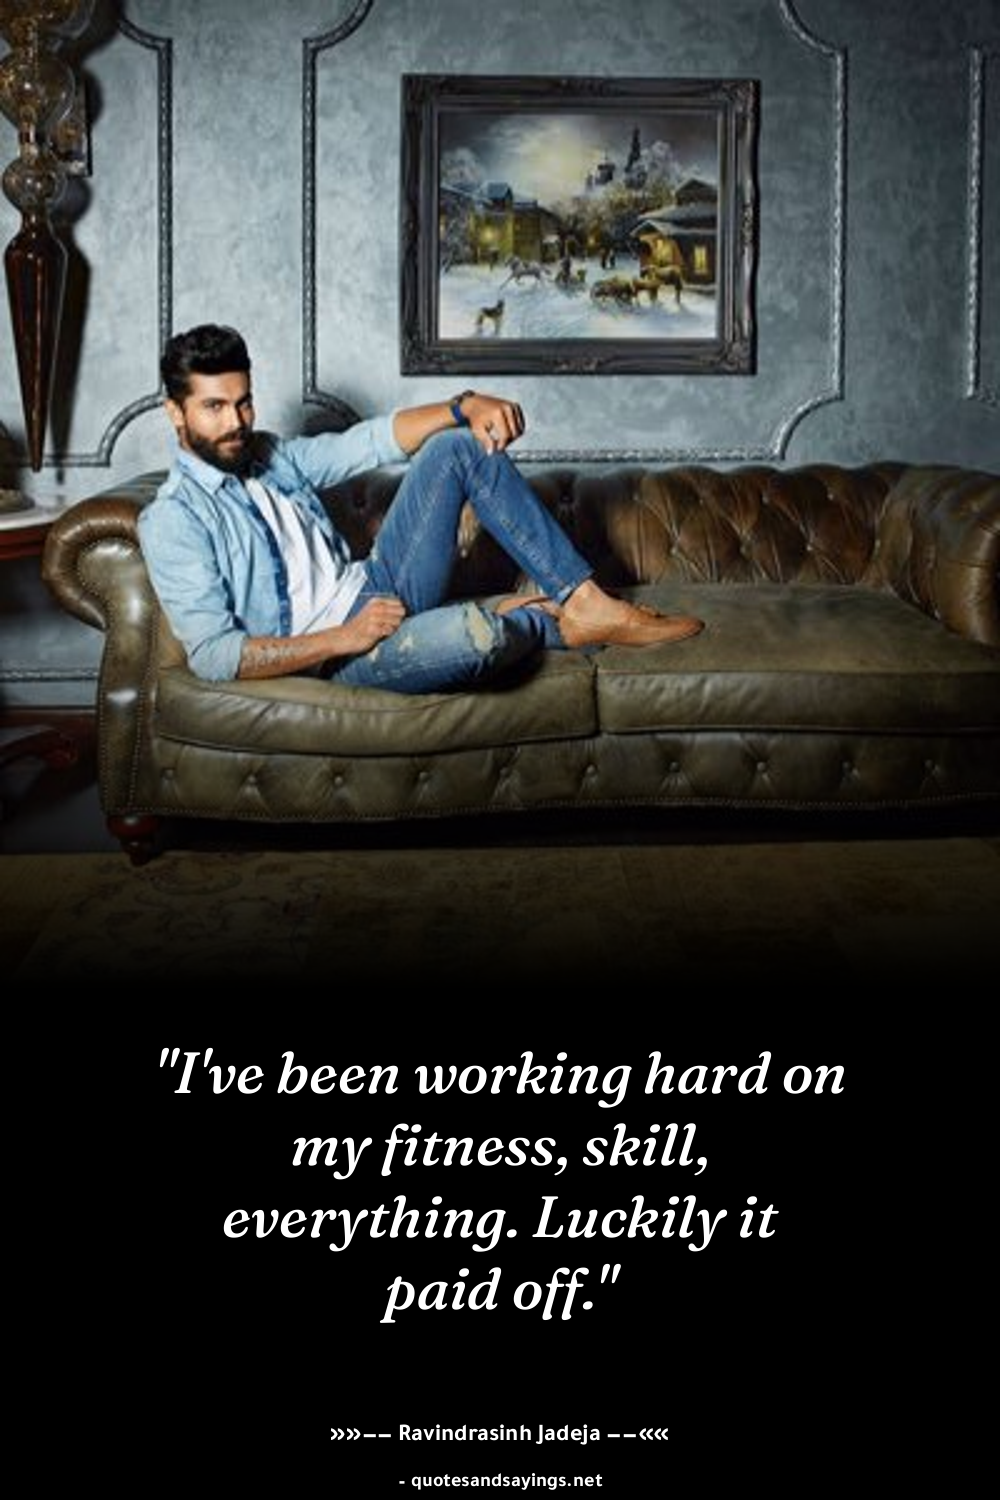 "I've been working hard on
my fitness, skill,
everything. Luckily it
paid off."
»»–– Ravindrasinh Jadeja ––««
- quotesandsayings.net